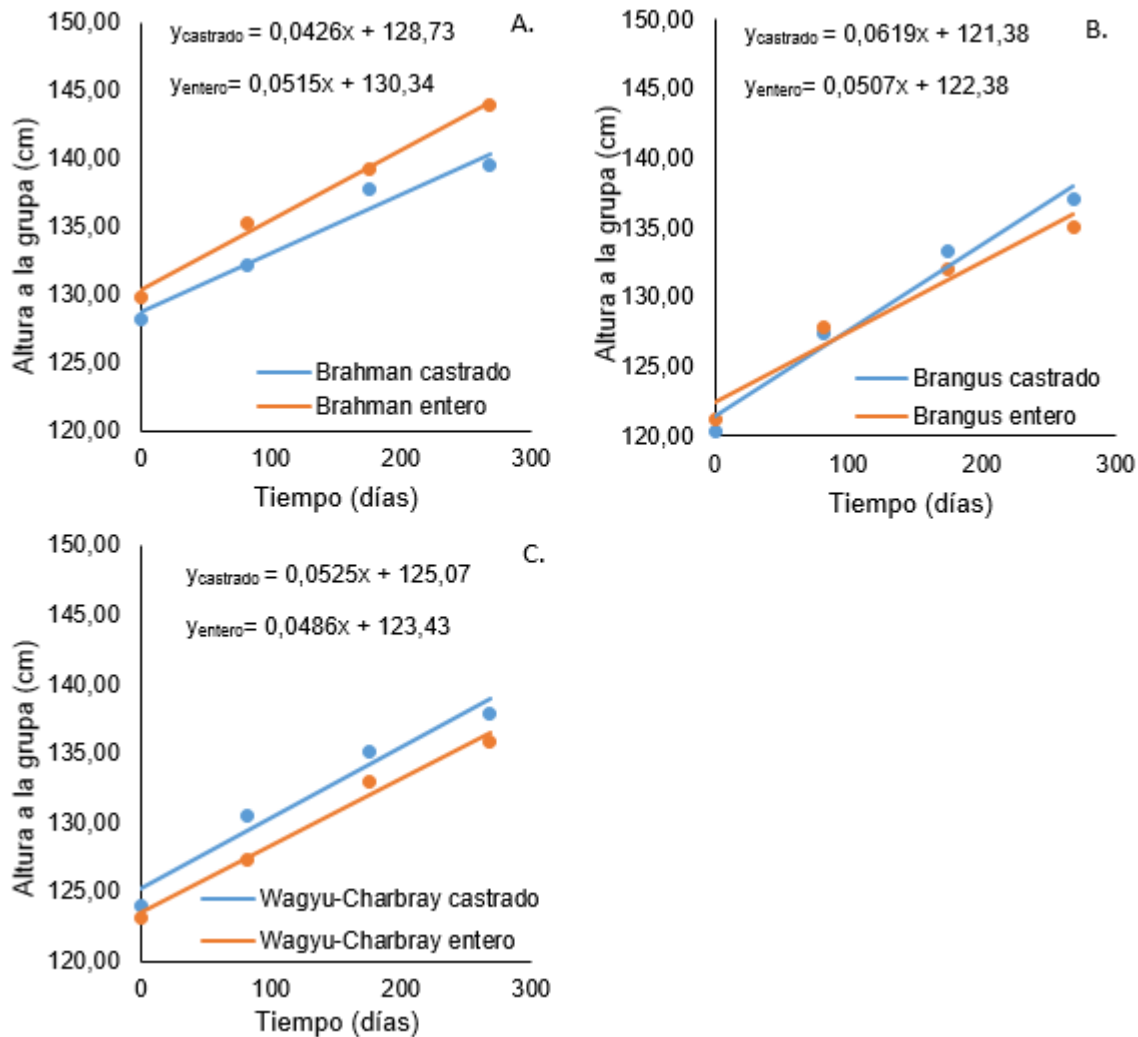 150,00
145,00
140,00
135,00
130,00
125,00
120,00
Altura a la grupa (cm)
ycastrado = 0,0426x + 128,73
A.
yentero= 0,0515x + 130,34
Brahman castrado
Brahman entero
0 100 200 300
Tiempo (días)
150,00
145,00
140,00
135,00
130,00
125,00
120,00
Altura a la grupa (cm)
ycastrado = 0,0619x + 121,38
B.
yentero= 0,0507x + 122,38
Brangus castrado
Brangus entero
0 100 200 300
Tiempo (días)
150,00
145,00
140,00
135,00
130,00
125,00
120,00
Altura a la grupa (cm)
C.
ycastrado = 0,0525x + 125,07
yentero= 0,0486x + 123,43
Wagyu-Charbray castrado
Wagyu-Charbray entero
0 100 200 300
Tiempo (días)